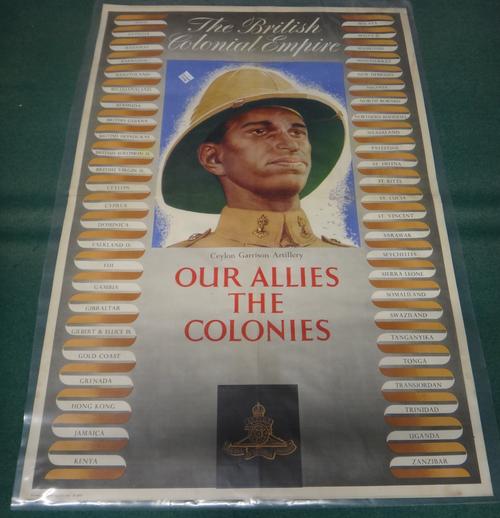 The British
Colonial Empire
BASUTOLAND
BECHUANALAND
BERMUDA
BRITISH GUIANA
BRITISH HONDURAS
BRITISH SOLOMON IS.
BRITISH VIRGIN IS.
CEYLON
CYPRUS
DOMINICA
FALKLAND IS.
FIJI
GAMBIA
GIBRALTAR
GILBERT & ELLICE IS.
GOLD COAST
GRENADA
HONG KONG
JAMAICA
KENYA
Ceylon Garrison Artillery
OUR ALLIES
THE
COLONIES
MAURITIUS
MONTSERRAT
NEW HEBRIDES
NIGERIA
NORTH BORNEO
NORTHERN RHODESIA
NYASALAND
PALESTINE
ST. HELENA
ST. KITTS
ST. LUCIA
ST. VINCENT
SARAWAK
SEYCHELLES
SIERRA LEONE
SOMALILAND
SWAZILAND
TANGANYIKA
TONGA
TRANSJORDAN
TRINIDAD
UGANDA
ZANZIBAR